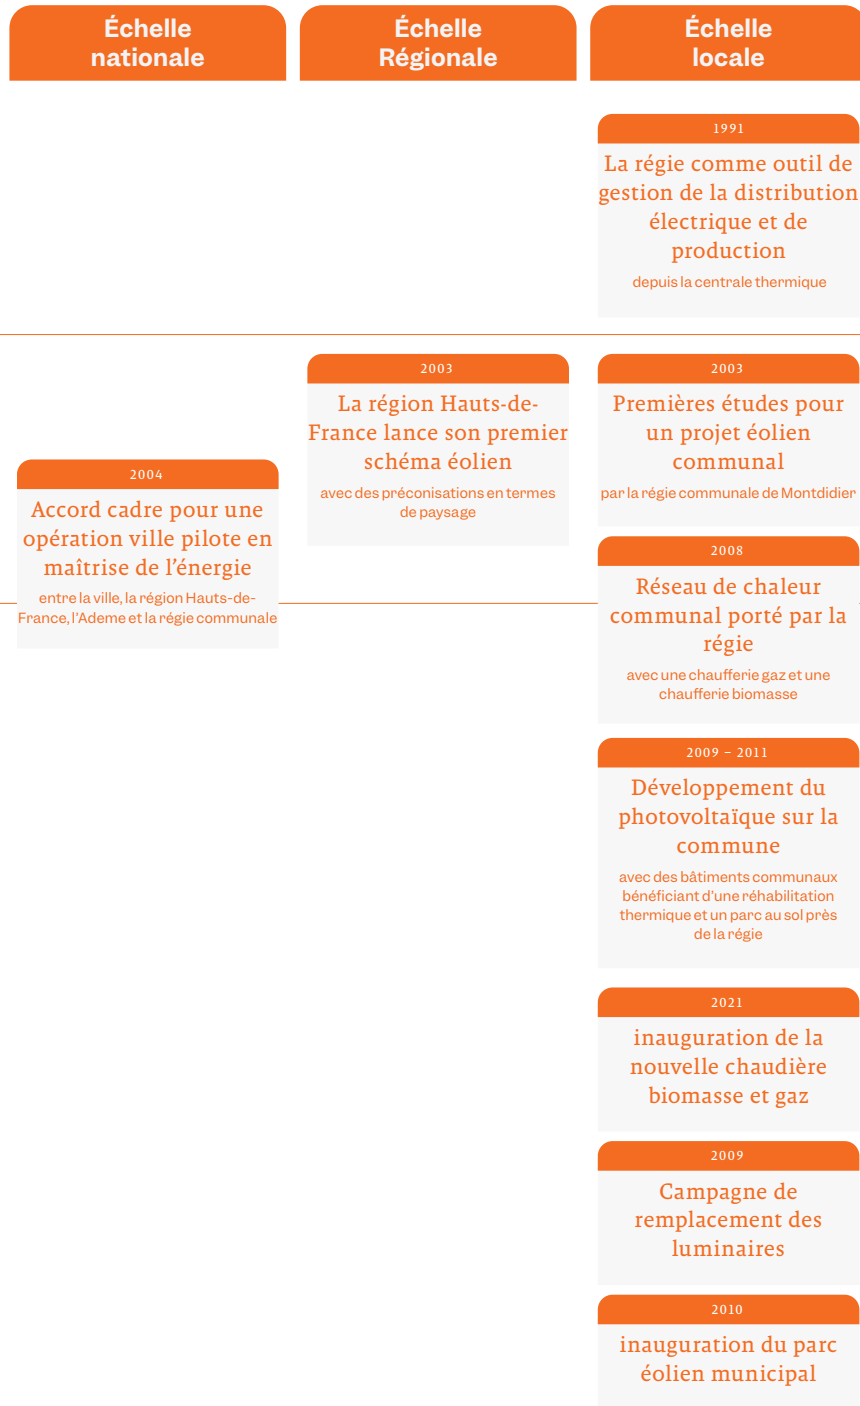 Échelle
nationale
Échelle
Régionale
Échelle
locale
1991
La régie comme outil de
gestion de la distribution
électrique et de
production
depuis la centrale thermique
2003
La région Hauts-de-
France lance son premier
schéma éolien
avec des préconisations en termes
de paysage
2003
Premières études pour
un projet éolien
communal
par la régie communale de Montdidier
2004
Accord cadre pour une
opération ville pilote en
maîtrise de l'énergie
entre la ville, la région Hauts-de-
France, l'Ademe et la régie communale
2008
Réseau de chaleur
communal porté par la
régie
avec une chaufferie gaz et une
chaufferie biomasse
2009 – 2011
Développement du
photovoltaïque sur la
commune
avec des bâtiments communaux
bénéficiant d'une réhabilitation
thermique et un parc au sol près
de la régie
2021
inauguration de la
nouvelle chaudière
biomasse et gaz
2009
Campagne de
remplacement des
luminaires
2010
inauguration du parc
éolien municipal